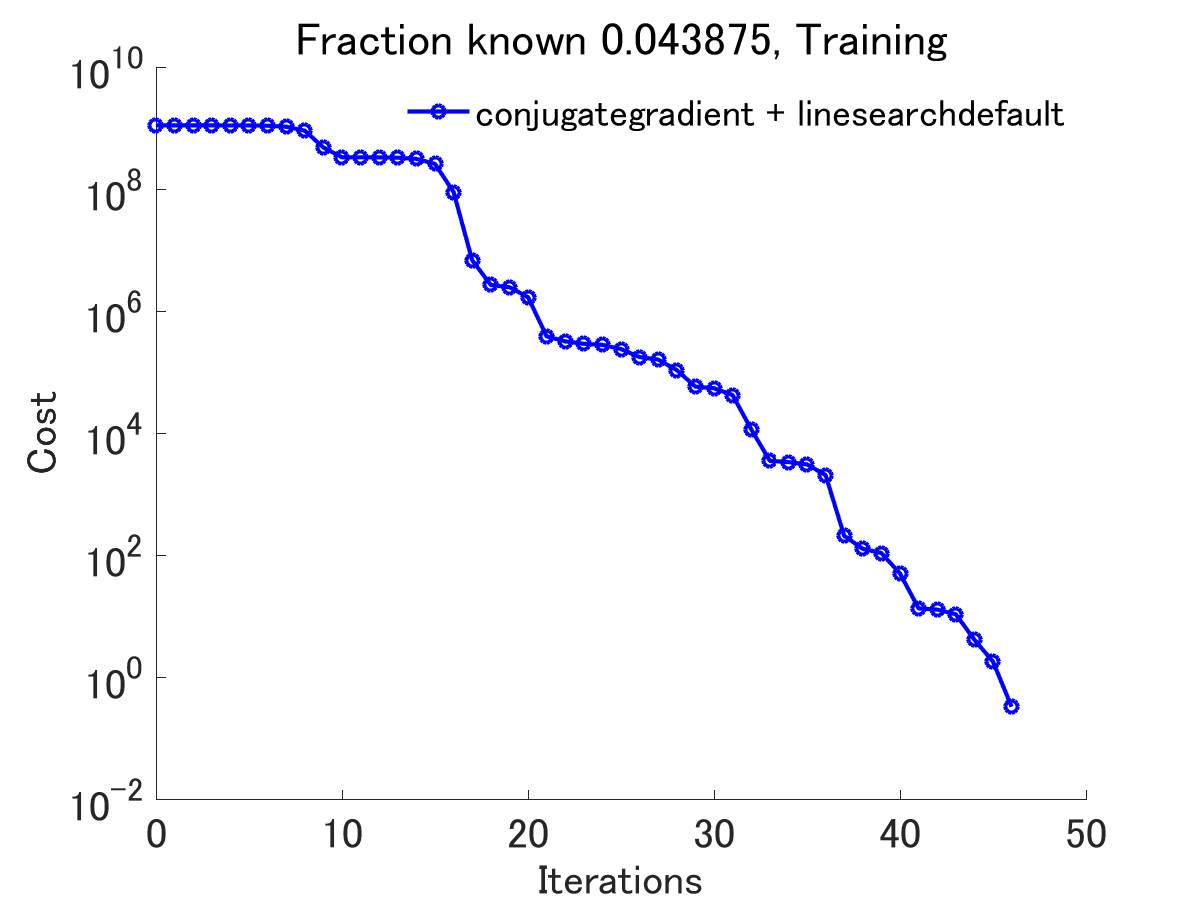 Fraction known 0.043875, Training
conjugategradient + linesearchdefault
10^10
10^8
10^6
10^4
10^2
10^0
10^-2
Cost
0 10 20 30 40 50
Iterations